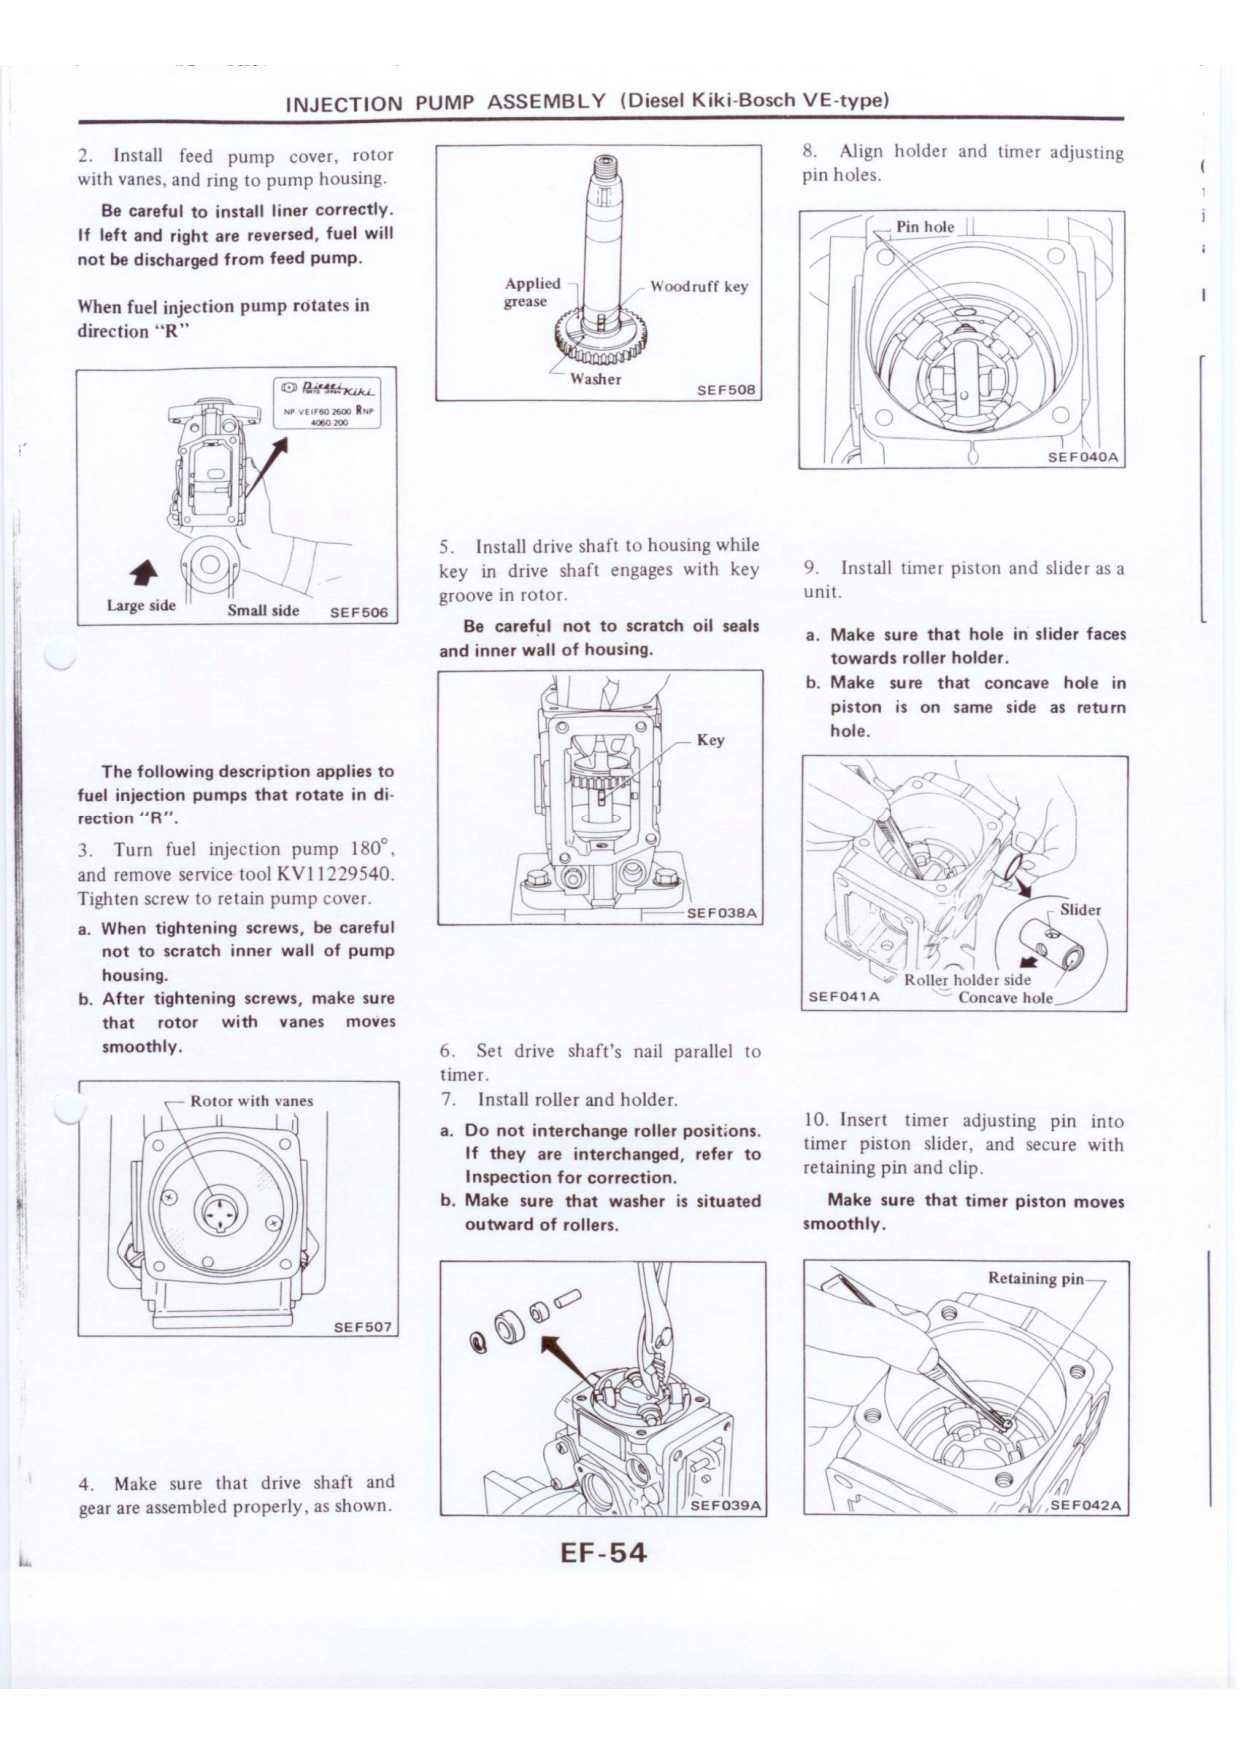 INJECTION PUMP ASSEMBLY (Diesel Kiki-Bosch VE-type)
2. Install feed pump cover, rotor
with vanes, and ring to pump housing.
Be careful to install liner correctly.
If left and right are reversed, fuel will
not be discharged from feed pump.
When fuel injection pump rotates in
direction “R”
Diesel Kiki
NP-VEIF60 2600 RNP
4060 200
Large side
Small side
SEF506
The following description applies to
fuel injection pumps that rotate in di-
rection “R”.
3. Turn fuel injection pump 180°,
and remove service tool KV11229540.
Tighten screw to retain pump cover.
a. When tightening screws, be careful
not to scratch inner wall of pump
housing.
b. After tightening screws, make sure
that rotor with vanes moves
smoothly.
Rotor with vanes
SEF507
4. Make sure that drive shaft and
gear are assembled properly, as shown.
Applied
grease
Woodruff key
Washer
SEF508
5. Install drive shaft to housing while
key in drive shaft engages with key
groove in rotor.
Be careful not to scratch oil seals
and inner wall of housing.
Key
SEF038A
6. Set drive shaft's nail parallel to
timer.
7. Install roller and holder.
a. Do not interchange roller positions.
If they are interchanged, refer to
Inspection for correction.
b. Make sure that washer is situated
outward of rollers.
SEF039A
8. Align holder and timer adjusting
pin holes.
Pin hole
SEF040A
9. Install timer piston and slider as a
unit.
a. Make sure that hole in slider faces
towards roller holder.
b. Make sure that concave hole in
piston is on same side as return
hole.
Slider
Roller holder side
Concave hole
SEF041A
10. Insert timer adjusting pin into
timer piston slider, and secure with
retaining pin and clip.
Make sure that timer piston moves
smoothly.
Retaining pin
SEF042A
EF-54